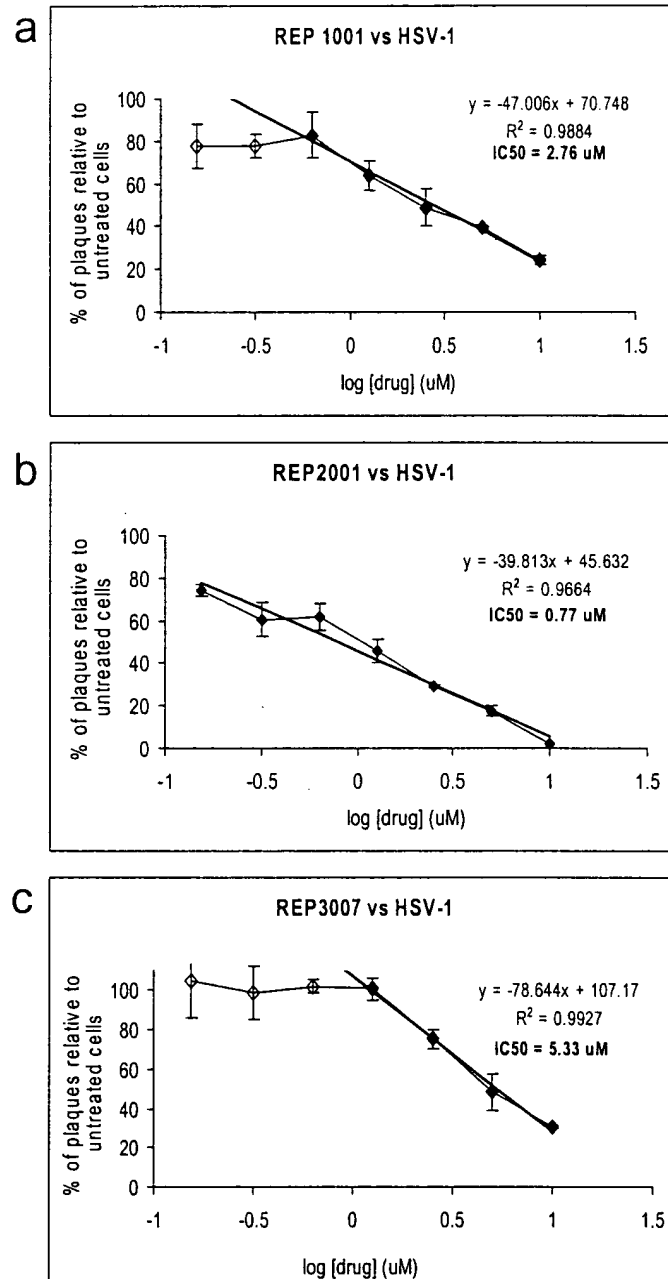 a
REP 1001 vs HSV-1
% of plaques relative to
untreated cells
100
80
60
40
20
0
y = -47.006x + 70.748
R² = 0.9884
IC50 = 2.76 uM
-1
-0.5
0
0.5
1
1.5
log [drug] (uM)
b
REP2001 vs HSV-1
% of plaques relative to
untreated cells
100
80
60
40
20
0
y = -39.813x + 45.632
R² = 0.9664
IC50 = 0.77 uM
-1
-0.5
0
0.5
1
1.5
log [drug] (uM)
c
REP3007 vs HSV-1
% of plaques relative to
untreated cells
100
80
60
40
20
0
y = -78.644x + 107.17
R² = 0.9927
IC50 = 5.33 uM
-1
-0.5
0
0.5
1
1.5
log [drug] (uM)